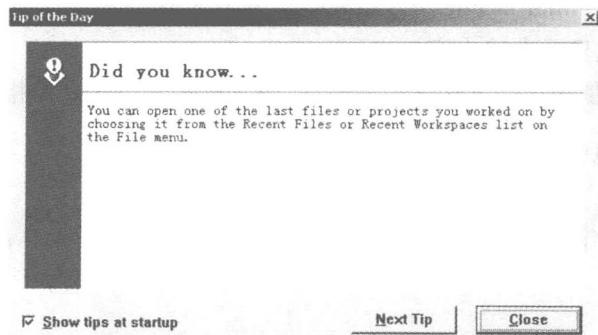 Tip of the Day
Did you know...
You can open one of the last files or projects you worked on by
choosing it from the Recent Files or Recent Workspaces list on
the File menu.
Show tips at startup
Next Tip
Close